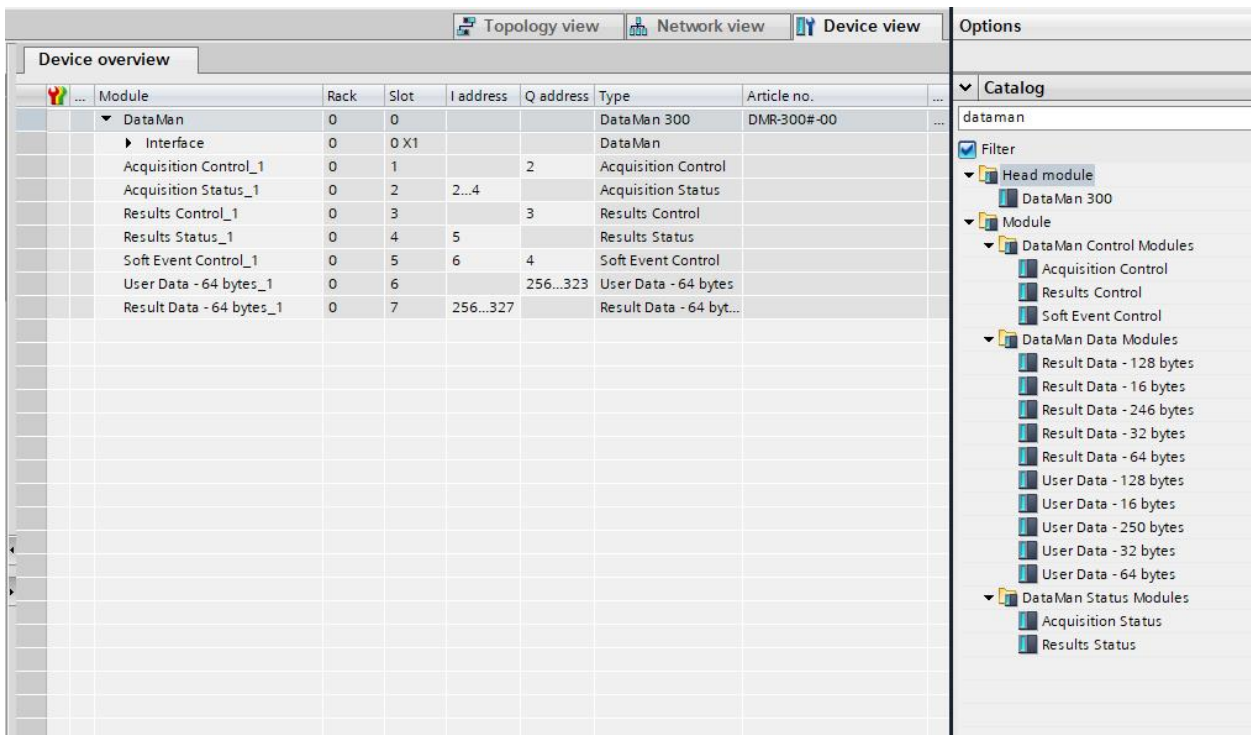 Topology view Network view Device view Options
Device overview
... Module Rack Slot I address Q address Type Article no. ...
DataMan 0 0 DataMan 300 DMR-300#-00 ...
Interface 0 0 X1 DataMan
Acquisition Control_1 0 1 2 Acquisition Control
Acquisition Status_1 0 2 2...4 Acquisition Status
Results Control_1 0 3 3 Results Control
Results Status_1 0 4 5 Results Status
Soft Event Control_1 0 5 6 4 Soft Event Control
User Data - 64 bytes_1 0 6 256...323 User Data - 64 bytes
Result Data - 64 bytes_1 0 7 256...327 Result Data - 64 byt...
Catalog
dataman
Filter
Head module
DataMan 300
Module
DataMan Control Modules
Acquisition Control
Results Control
Soft Event Control
DataMan Data Modules
Result Data - 128 bytes
Result Data - 16 bytes
Result Data - 246 bytes
Result Data - 32 bytes
Result Data - 64 bytes
User Data - 128 bytes
User Data - 16 bytes
User Data - 250 bytes
User Data - 32 bytes
User Data - 64 bytes
DataMan Status Modules
Acquisition Status
Results Status